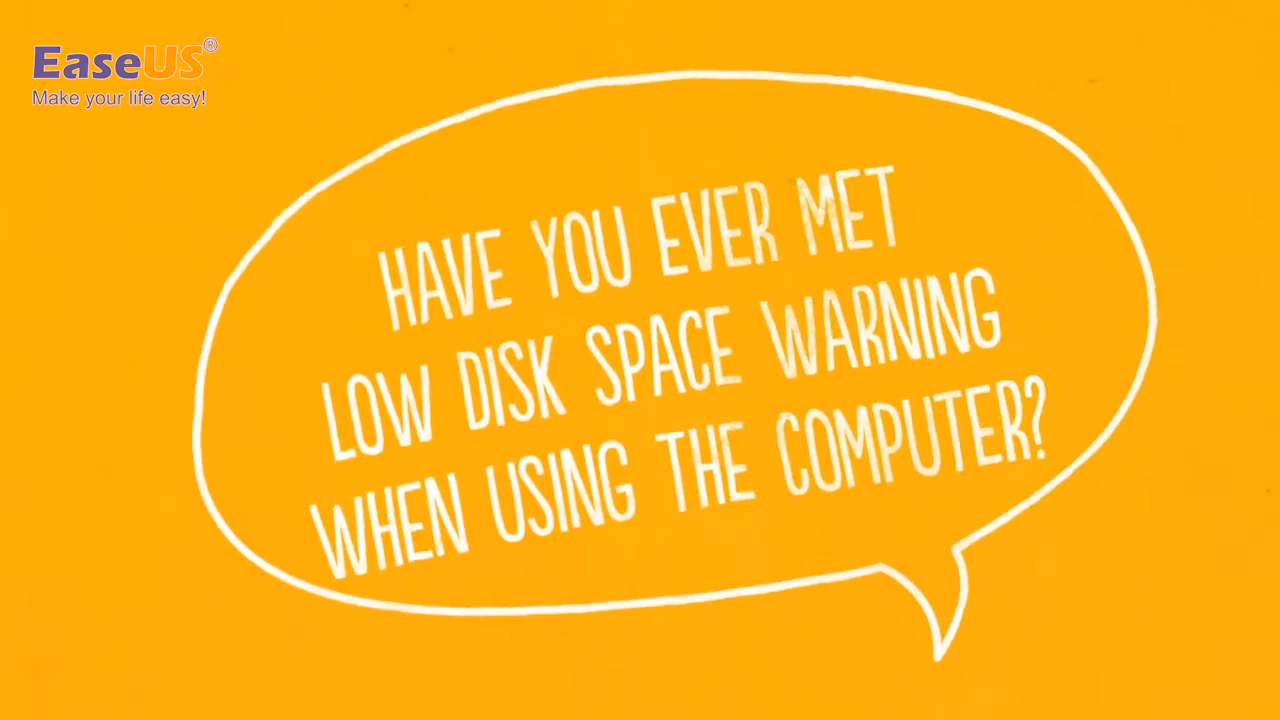 EaseUS®
Make your life easy!
HAVE YOU EVER MET
LOW DISK SPACE WARNING
WHEN USING THE COMPUTER?